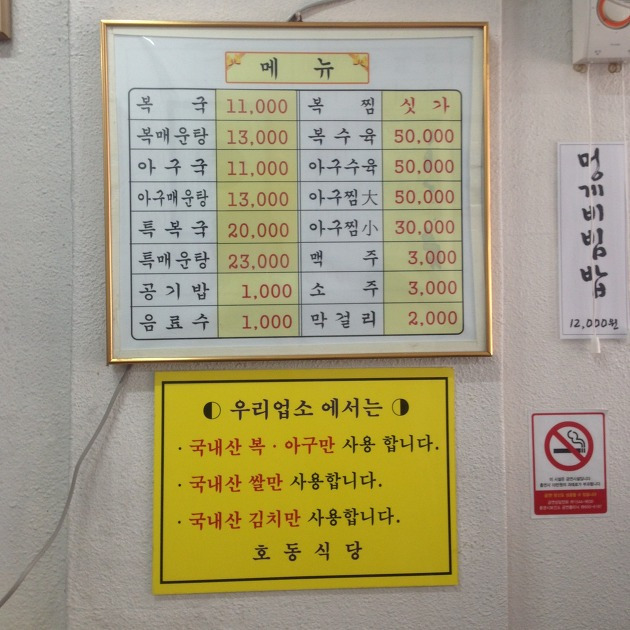 메 뉴
복 국 11,000 복 찜 싯 가
복매운탕 13,000 복 수 육 50,000
아 구 국 11,000 아구수육 50,000
아구매운탕 13,000 아구찜大 50,000
특 복 국 20,000 아구찜小 30,000
특매운탕 23,000 맥 주 3,000
공 기 밥 1,000 소 주 3,000
음 료 수 1,000 막 걸 리 2,000
멍게비빔밥
12,000원
우리업소 에서는
· 국내산 복 · 아구만 사용 합니다.
· 국내산 쌀만 사용합니다.
· 국내산 김치만 사용합니다.
호 동 식 당